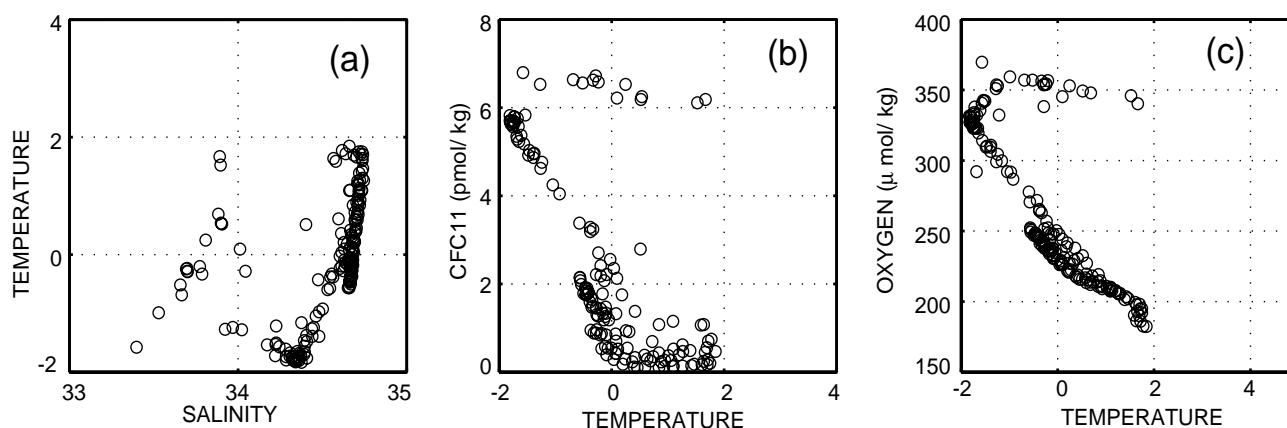 4
2
0
-2
TEMPERATURE
33
34
35
SALINITY
(a)
8
6
4
2
0
CFC11 (pmol/ kg)
-2
0
2
4
TEMPERATURE
(b)
400
350
300
250
200
150
OXYGEN (μ mol/ kg)
-2
0
2
4
TEMPERATURE
(c)